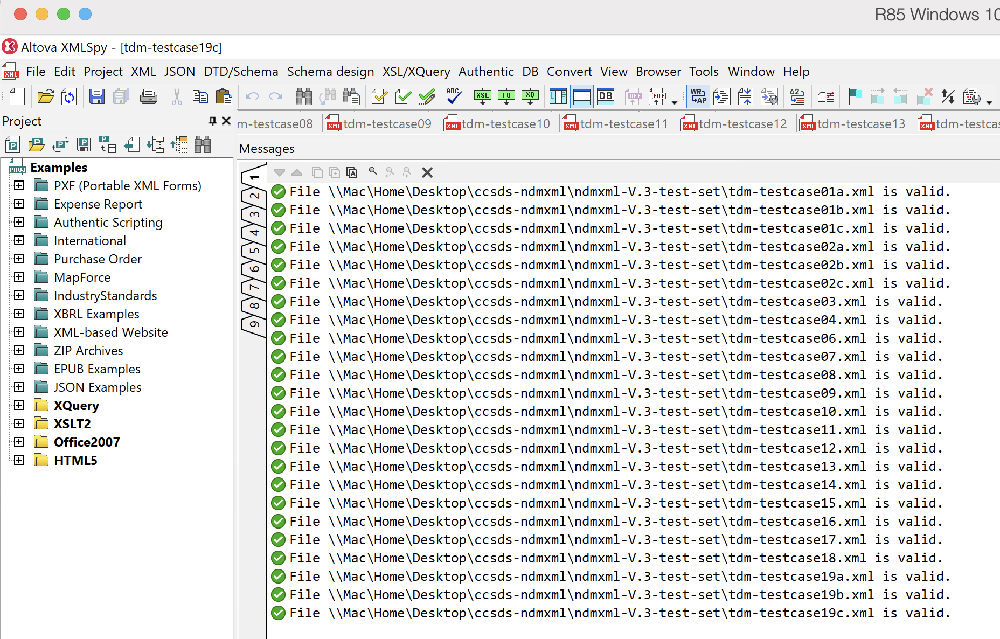 R85 Windows 10
Altova XMLSpy - [tdm-testcase19c]
File Edit Project XML JSON DTD/Schema Schema design XSL/XQuery Authentic DB Convert View Browser Tools Window Help
ABC XSL FO XQ DB DEF FILE WRAP 42
Project
m-testcase08 tdm-testcase09 tdm-testcase10 tdm-testcase11 tdm-testcase12 tdm-testcase13 tdm-testcas
Messages
Examples
PXF (Portable XML Forms)
Expense Report
Authentic Scripting
International
Purchase Order
MapForce
IndustryStandards
XBRL Examples
XML-based Website
ZIP Archives
EPUB Examples
JSON Examples
XQuery
XSLT2
Office2007
HTML5
1
2
3
4
5
6
7
8
9
File \\Mac\Home\Desktop\ccsds-ndmxml\ndmxml-V.3-test-set\tdm-testcase01a.xml is valid.
File \\Mac\Home\Desktop\ccsds-ndmxml\ndmxml-V.3-test-set\tdm-testcase01b.xml is valid.
File \\Mac\Home\Desktop\ccsds-ndmxml\ndmxml-V.3-test-set\tdm-testcase01c.xml is valid.
File \\Mac\Home\Desktop\ccsds-ndmxml\ndmxml-V.3-test-set\tdm-testcase02a.xml is valid.
File \\Mac\Home\Desktop\ccsds-ndmxml\ndmxml-V.3-test-set\tdm-testcase02b.xml is valid.
File \\Mac\Home\Desktop\ccsds-ndmxml\ndmxml-V.3-test-set\tdm-testcase02c.xml is valid.
File \\Mac\Home\Desktop\ccsds-ndmxml\ndmxml-V.3-test-set\tdm-testcase03.xml is valid.
File \\Mac\Home\Desktop\ccsds-ndmxml\ndmxml-V.3-test-set\tdm-testcase04.xml is valid.
File \\Mac\Home\Desktop\ccsds-ndmxml\ndmxml-V.3-test-set\tdm-testcase06.xml is valid.
File \\Mac\Home\Desktop\ccsds-ndmxml\ndmxml-V.3-test-set\tdm-testcase07.xml is valid.
File \\Mac\Home\Desktop\ccsds-ndmxml\ndmxml-V.3-test-set\tdm-testcase08.xml is valid.
File \\Mac\Home\Desktop\ccsds-ndmxml\ndmxml-V.3-test-set\tdm-testcase09.xml is valid.
File \\Mac\Home\Desktop\ccsds-ndmxml\ndmxml-V.3-test-set\tdm-testcase10.xml is valid.
File \\Mac\Home\Desktop\ccsds-ndmxml\ndmxml-V.3-test-set\tdm-testcase11.xml is valid.
File \\Mac\Home\Desktop\ccsds-ndmxml\ndmxml-V.3-test-set\tdm-testcase12.xml is valid.
File \\Mac\Home\Desktop\ccsds-ndmxml\ndmxml-V.3-test-set\tdm-testcase13.xml is valid.
File \\Mac\Home\Desktop\ccsds-ndmxml\ndmxml-V.3-test-set\tdm-testcase14.xml is valid.
File \\Mac\Home\Desktop\ccsds-ndmxml\ndmxml-V.3-test-set\tdm-testcase15.xml is valid.
File \\Mac\Home\Desktop\ccsds-ndmxml\ndmxml-V.3-test-set\tdm-testcase16.xml is valid.
File \\Mac\Home\Desktop\ccsds-ndmxml\ndmxml-V.3-test-set\tdm-testcase17.xml is valid.
File \\Mac\Home\Desktop\ccsds-ndmxml\ndmxml-V.3-test-set\tdm-testcase18.xml is valid.
File \\Mac\Home\Desktop\ccsds-ndmxml\ndmxml-V.3-test-set\tdm-testcase19a.xml is valid.
File \\Mac\Home\Desktop\ccsds-ndmxml\ndmxml-V.3-test-set\tdm-testcase19b.xml is valid.
File \\Mac\Home\Desktop\ccsds-ndmxml\ndmxml-V.3-test-set\tdm-testcase19c.xml is valid.